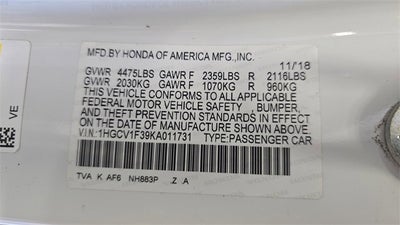 MFD.BY HONDA OF AMERICA MFG.,INC. 11/18
GVWR 4475LBS GAWR F 2359LBS R 2116LBS
GVWR 2030KG GAWR F 1070KG R 960KG
THIS VEHICLE CONFORMS TO ALL APPLICABLE
FEDERAL MOTOR VEHICLE SAFETY , BUMPER,
AND THEFT PREVENTION STANDARDS IN EFFECT
ON THE DATE OF MANUFACTURE SHOWN ABOVE.
V.I.N:1HGCV1F39KA011731 TYPE:PASSENGER CAR
TVA K AF6 NH883P .Z A
VE